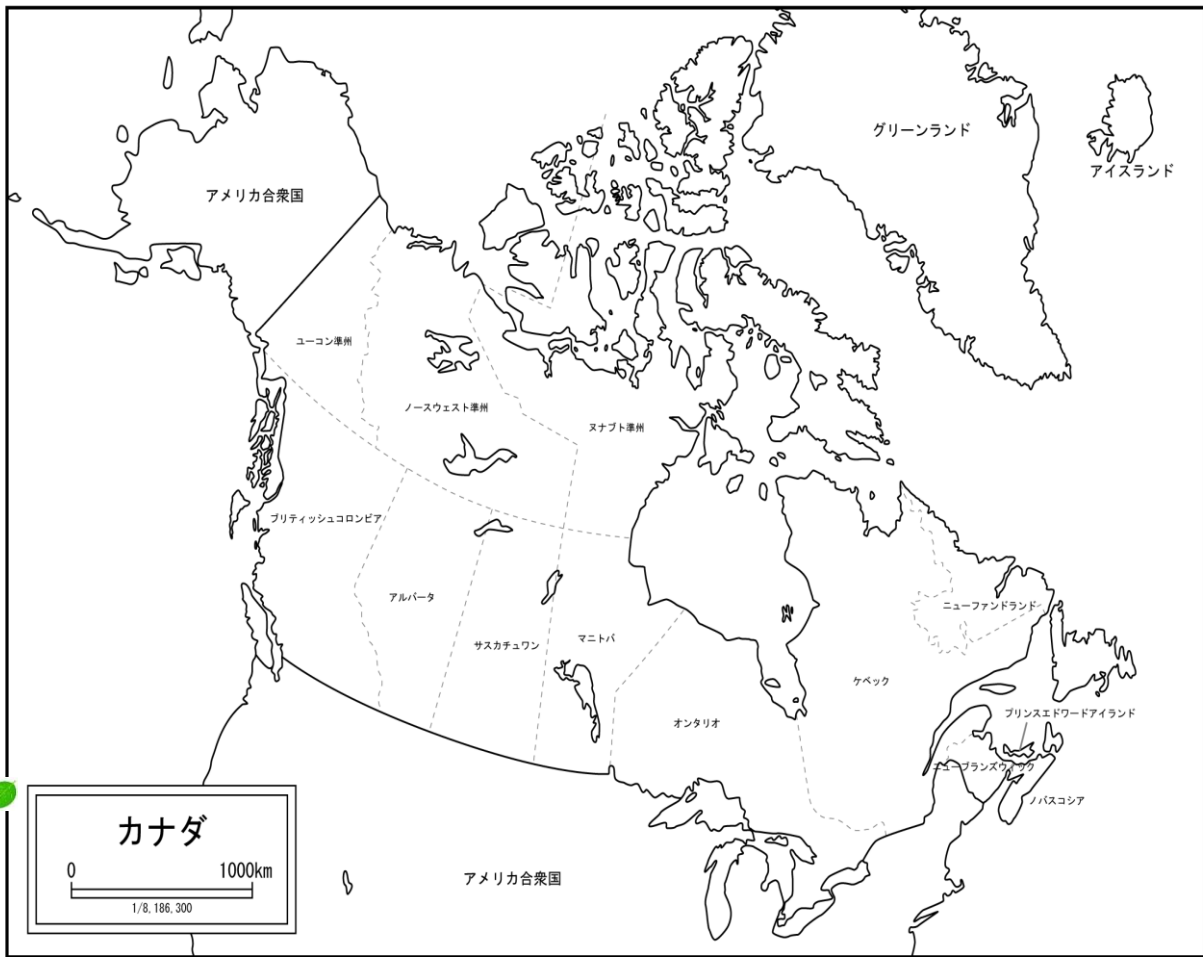 グリーンランド
アイスランド
アメリカ合衆国
ユーコン準州
ノースウェスト準州
ヌナブト準州
ブリティッシュコロンビア
アルバータ
サスカチュワン
マニトバ
ニューファンドランド
ケベック
オンタリオ
プリンスエドワードアイランド
ニューブランズウィック
ノバスコシア
アメリカ合衆国
カナダ
0 1000km
1/8,186,300